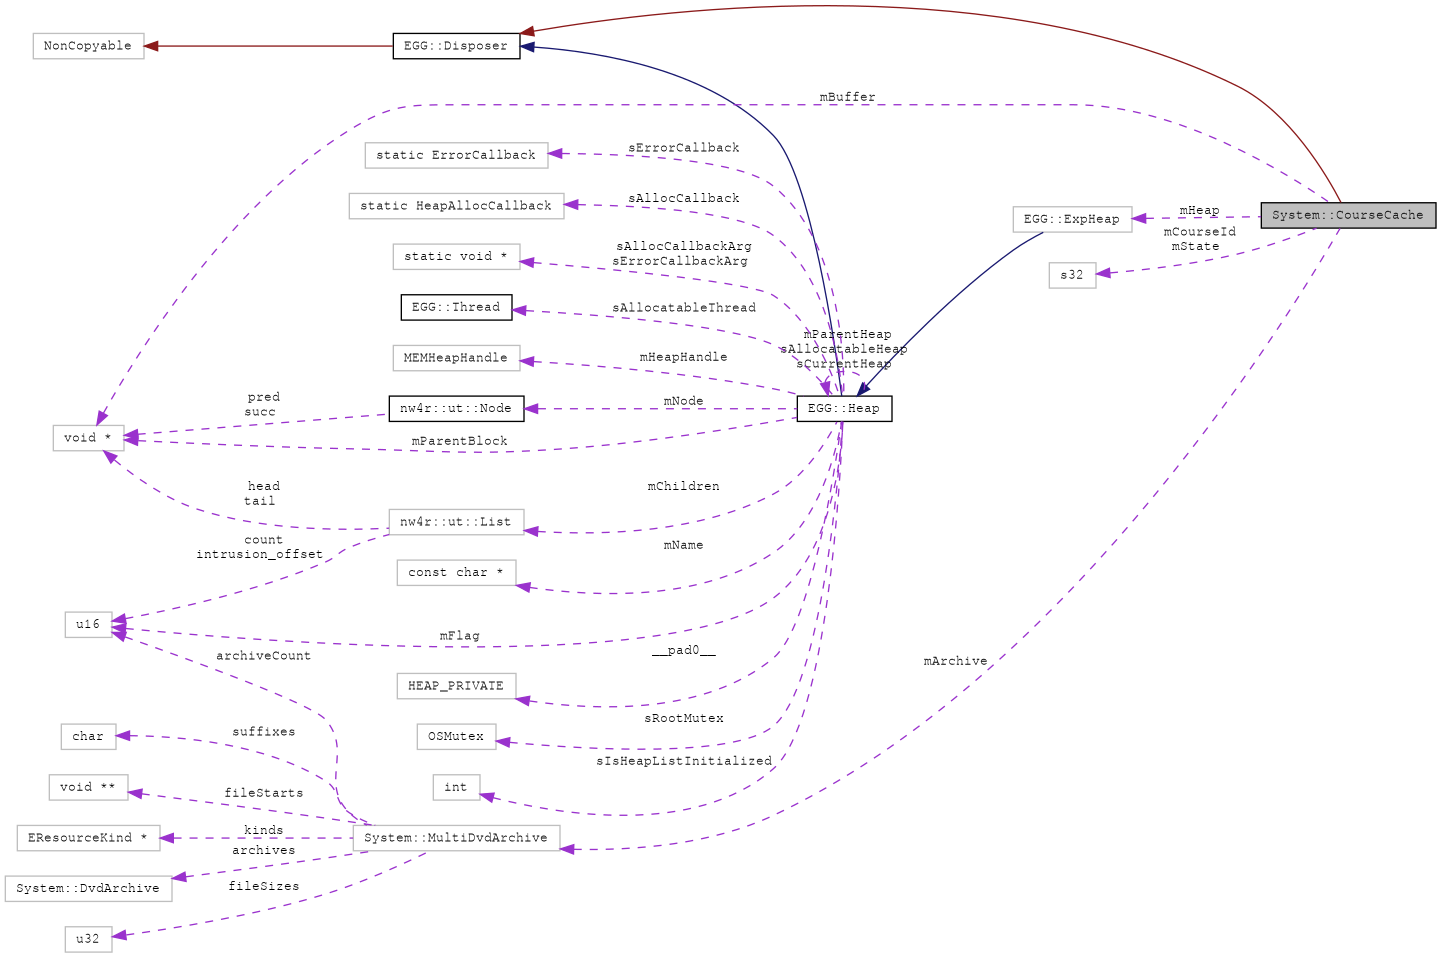 NonCopyable
EGG::Disposer
mBuffer
static ErrorCallback
sErrorCallback
static HeapAllocCallback
sAllocCallback
System::CourseCache
EGG::ExpHeap
mHeap
mCourseId
mState
s32
static void *
sAllocCallbackArg
sErrorCallbackArg
EGG::Thread
sAllocatableThread
mParentHeap
sAllocatableHeap
sCurrentHeap
MEMHeapHandle
mHeapHandle
pred
succ
nw4r::ut::Node
mNode
EGG::Heap
void *
mParentBlock
head
tail
mChildren
nw4r::ut::List
count
intrusion_offset
mName
const char *
u16
mFlag
archiveCount
__pad0__
mArchive
HEAP_PRIVATE
char
suffixes
OSMutex
sRootMutex
sIsHeapListInitialized
void **
fileStarts
int
EResourceKind *
kinds
archives
System::MultiDvdArchive
System::DvdArchive
fileSizes
u32